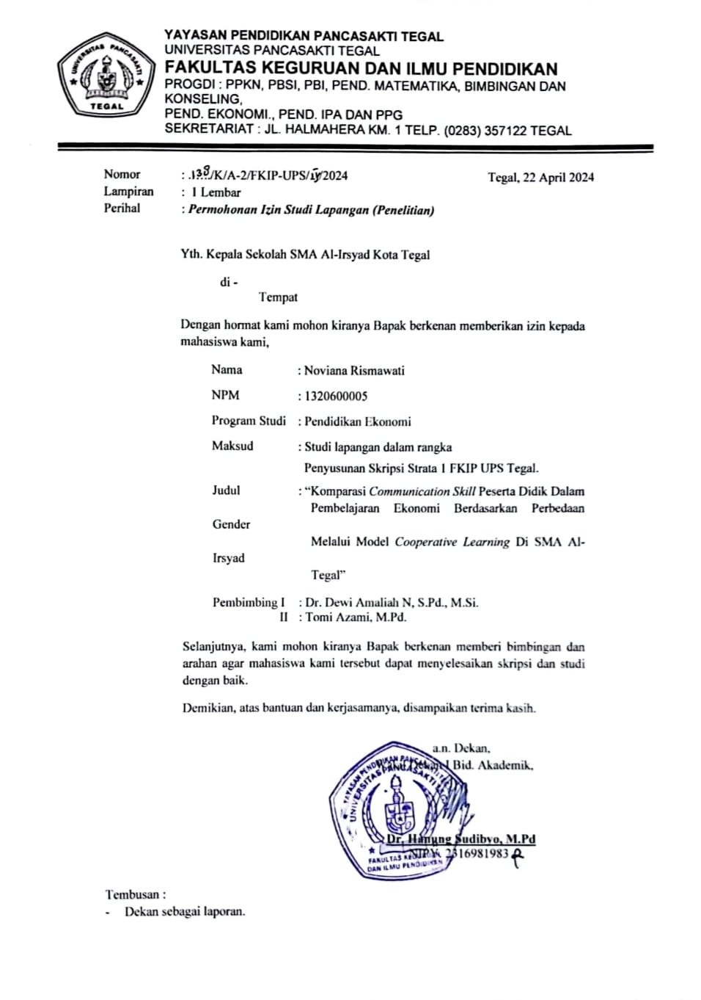 YAYASAN PENDIDIKAN PANCASAKTI TEGAL
UNIVERSITAS PANCASAKTI TEGAL
FAKULTAS KEGURUAN DAN ILMU PENDIDIKAN
PROGDI : PPKN, PBSI, PBI, PEND. MATEMATIKA, BIMBINGAN DAN
KONSELING,
PEND. EKONOMI., PEND. IPA DAN PPG
SEKRETARIAT : JL. HALMAHERA KM. 1 TELP. (0283) 357122 TEGAL
UNIVERSITAS PANCASAKTI
TEGAL
Nomor : 138/K/A-2/FKIP-UPS/IV/2024
Tegal, 22 April 2024
Lampiran : 1 Lembar
Perihal : Permohonan Izin Studi Lapangan (Penelitian)
Yth. Kepala Sekolah SMA Al-Irsyad Kota Tegal
di -
Tempat
Dengan hormat kami mohon kiranya Bapak berkenan memberikan izin kepada
mahasiswa kami,
Nama : Noviana Rismawati
NPM : 1320600005
Program Studi : Pendidikan Ekonomi
Maksud : Studi lapangan dalam rangka
Penyusunan Skripsi Strata 1 FKIP UPS Tegal.
Judul : “Komparasi Communication Skill Peserta Didik Dalam
Pembelajaran Ekonomi Berdasarkan Perbedaan
Gender
Melalui Model Cooperative Learning Di SMA Al-
Irsyad
Tegal”
Pembimbing I : Dr. Dewi Amaliah N, S.Pd., M.Si.
II : Tomi Azami, M.Pd.
Selanjutnya, kami mohon kiranya Bapak berkenan memberi bimbingan dan
arahan agar mahasiswa kami tersebut dapat menyelesaikan skripsi dan studi
dengan baik.
Demikian, atas bantuan dan kerjasamanya, disampaikan terima kasih.
a.n. Dekan,
Wakil Dekan I Bid. Akademik,
YAYASAN PENDIDIKAN PANCASAKTI TEGAL
UNIVERSITAS PANCASAKTI TEGAL
Dr. Hanung Sudibyo, M.Pd
NIPY. 2316981983
FAKULTAS KEGURUAN
DAN ILMU PENDIDIKAN
Tembusan :
- Dekan sebagai laporan.